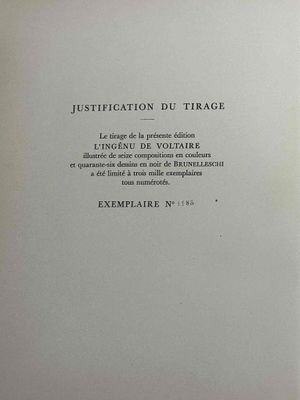 JUSTIFICATION DU TIRAGE
Le tirage de la présente édition
L'INGÉNU DE VOLTAIRE
illustrée de seize compositions en couleurs
et quarante-six dessins en noir de BRUNELLESCHI
a été limité à trois mille exemplaires
tous numérotés.
EXEMPLAIRE Nº